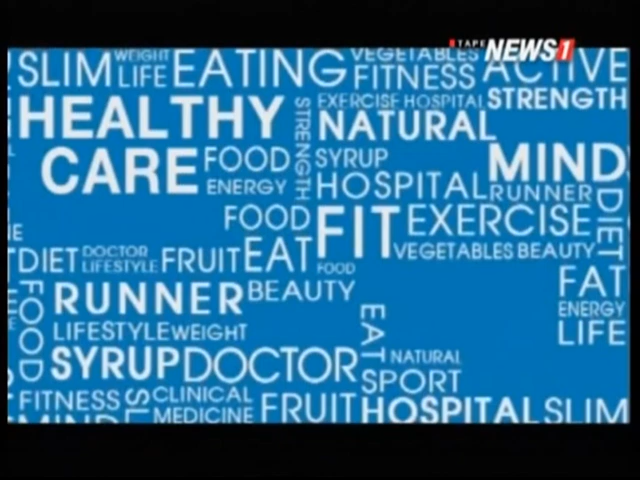 TAPE NEWS1
SLIM WEIGHT LIFE EATING VEGETABLES FITNESS ACTIVE
HEALTHY STRENGTH EXERCISE HOSPITAL STRENGTH
NATURAL
CARE FOOD ENERGY SYRUP MIND
HOSPITAL RUNNER DIET
FOOD FIT EXERCISE
DIET DOCTOR LIFESTYLE FRUIT EAT FOOD VEGETABLES BEAUTY
FAT
FOOD RUNNER BEAUTY ENERGY
LIFESTYLE WEIGHT EAT LIFE
SYRUP DOCTOR NATURAL
SPORT
FITNESS CLINICAL MEDICINE FRUIT HOSPITAL SLIM
MIND